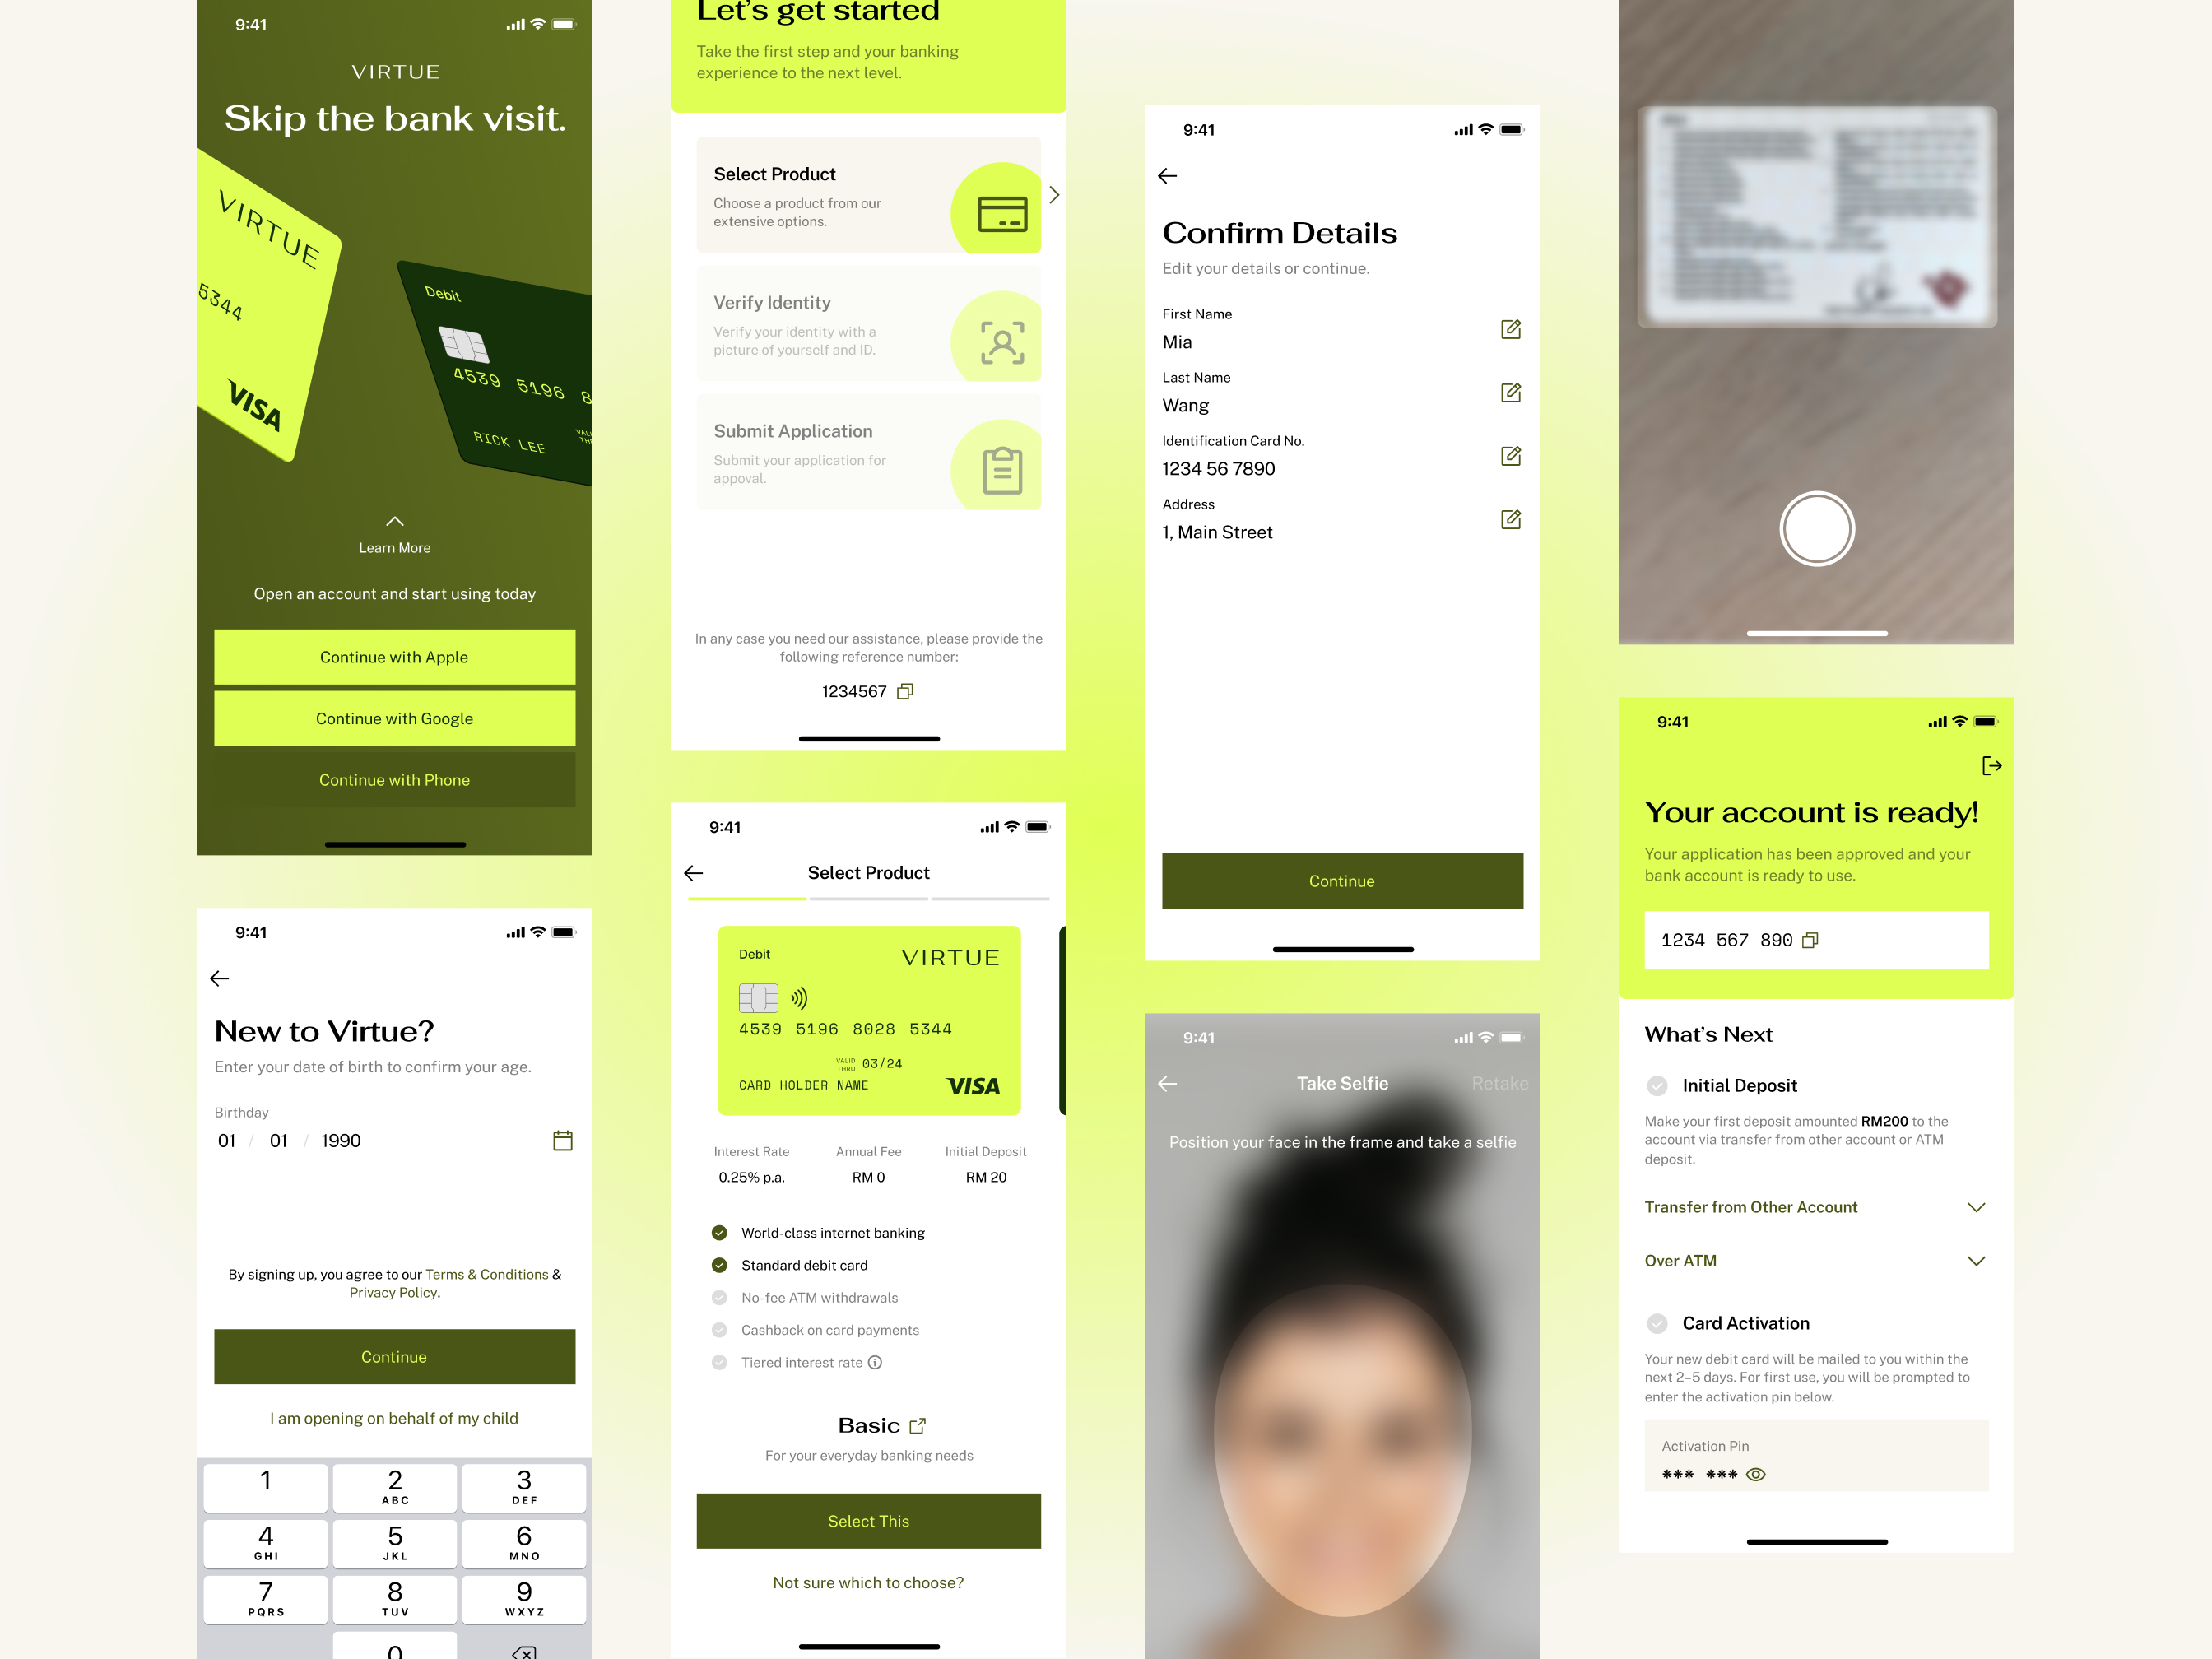 9:41
VIRTUE
Skip the bank visit.
VIRTUE
5344
VISA
Debit
4539 5196 8
RICK LEE
Learn More
Open an account and start using today
Continue with Apple
Continue with Google
Continue with Phone
9:41
New to Virtue?
Enter your date of birth to confirm your age.
Birthday
01 / 01 / 1990
By signing up, you agree to our Terms & Conditions &
Privacy Policy.
Continue
I am opening on behalf of my child
1
2
ABC
3
DEF
4
GHI
5
JKL
6
MNO
7
PQRS
8
TUV
9
WXYZ
0
Let's get started
Take the first step and your banking
experience to the next level.
Select Product
Choose a product from our
extensive options.
Verify Identity
Verify your identity with a
picture of yourself and ID.
Submit Application
Submit your application for
appoval.
In any case you need our assistance, please provide the
following reference number:
1234567
9:41
Select Product
Debit
VIRTUE
4539 5196 8028 5344
VALID
THRU
03/24
CARD HOLDER NAME
VISA
Interest Rate
Annual Fee
Initial Deposit
0.25% p.a.
RM 0
RM 20
World-class internet banking
Standard debit card
No-fee ATM withdrawals
Cashback on card payments
Tiered interest rate
Basic
For your everyday banking needs
Select This
Not sure which to choose?
9:41
Confirm Details
Edit your details or continue.
First Name
Mia
Last Name
Wang
Identification Card No.
1234 56 7890
Address
1, Main Street
Continue
9:41
Take Selfie
Retake
Position your face in the frame and take a selfie
9:41
Your account is ready!
Your application has been approved and your
bank account is ready to use.
1234 567 890
What's Next
Initial Deposit
Make your first deposit amounted RM200 to the
account via transfer from other account or ATM
deposit.
Transfer from Other Account
Over ATM
Card Activation
Your new debit card will be mailed to you within the
next 2–5 days. For first use, you will be prompted to
enter the activation pin below.
Activation Pin
*** ***